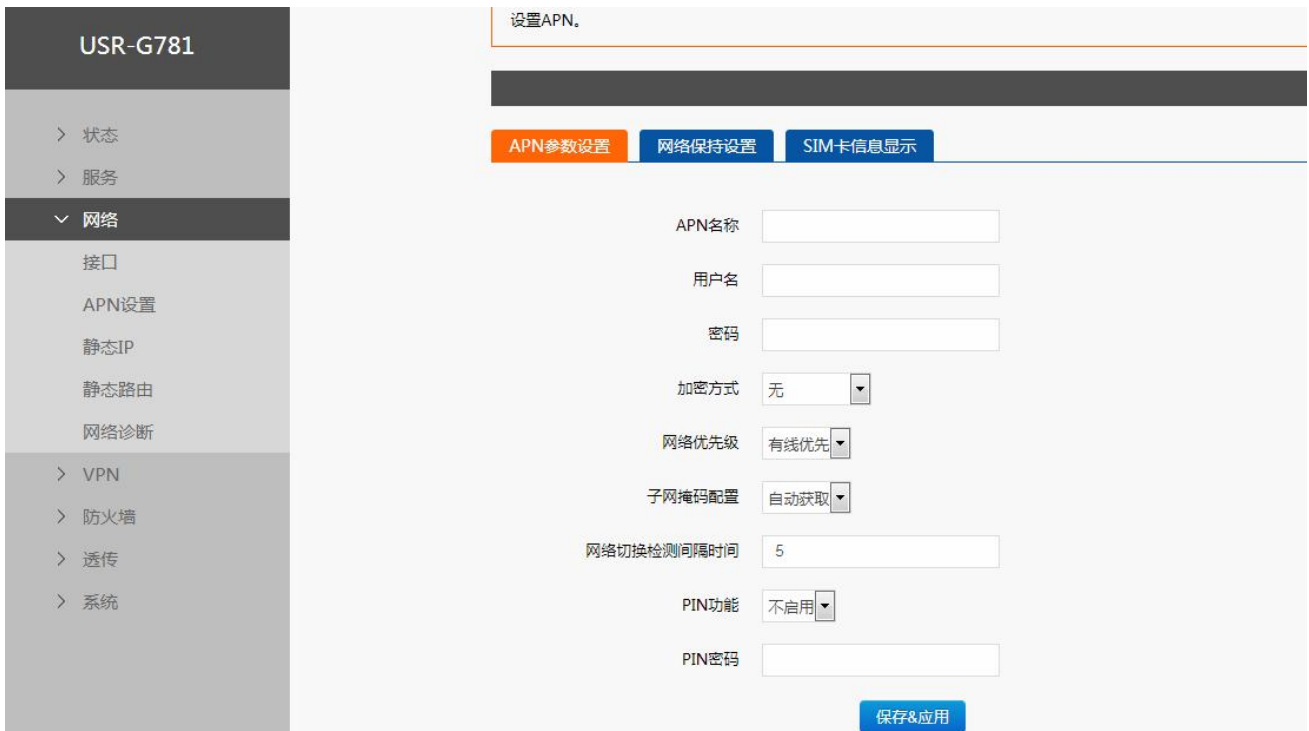 USR-G781
状态
服务
网络
接口
APN设置
静态IP
静态路由
网络诊断
VPN
防火墙
透传
系统
设置APN。
APN参数设置 网络保持设置 SIM卡信息显示
APN名称
用户名
密码
加密方式 无
网络优先级 有线优先
子网掩码配置 自动获取
网络切换检测间隔时间 5
PIN功能 不启用
PIN密码
保存&应用